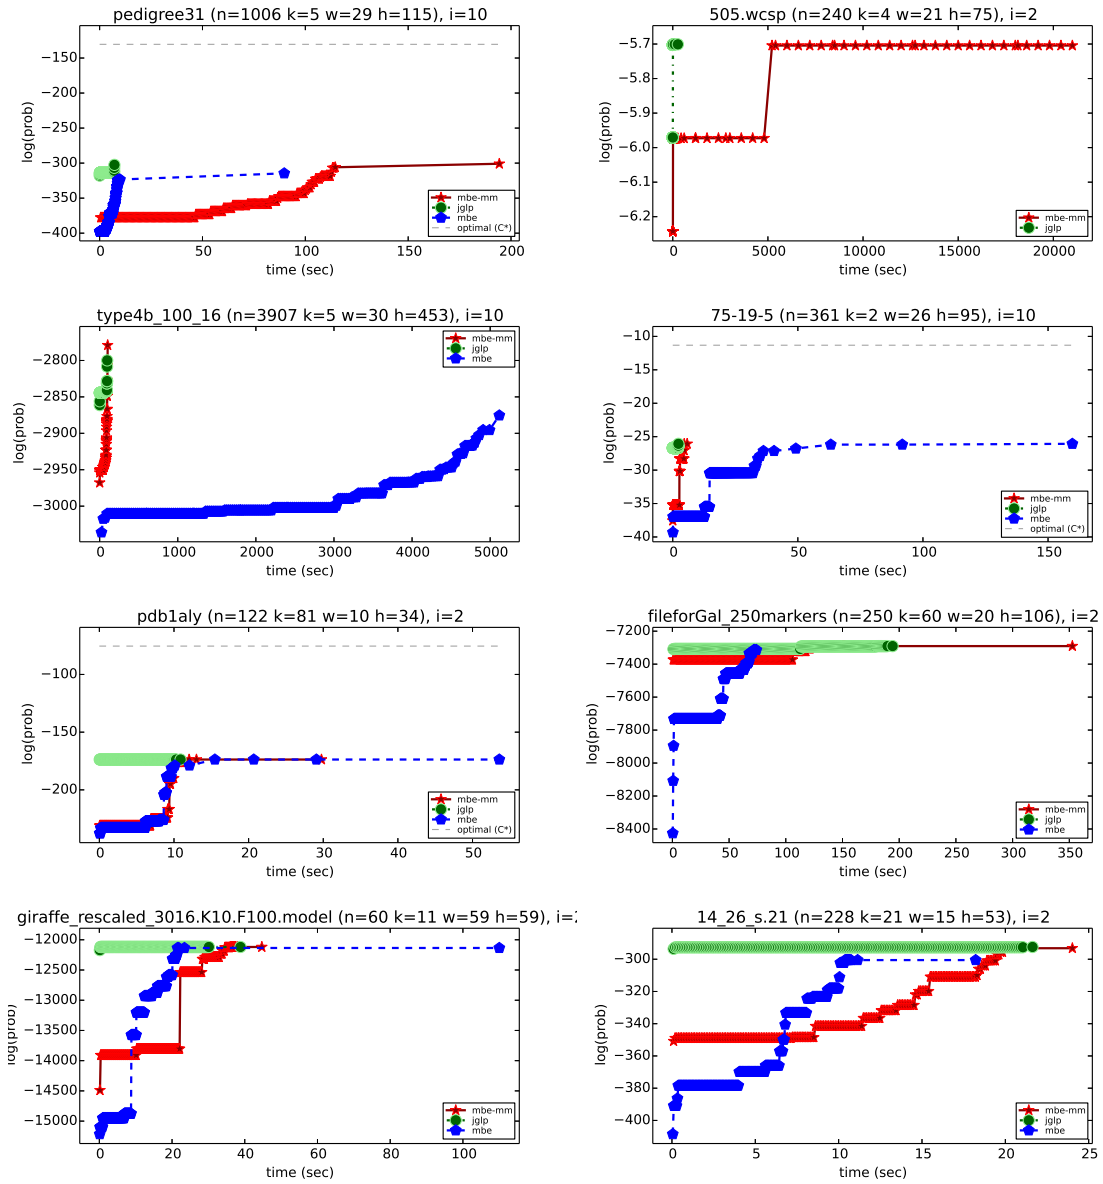 pedigree31 (n=1006 k=5 w=29 h=115), i=10
log(prob)
−150
−200
−250
−300
−350
−400
0 50 100 150 200
time (sec)
mbe-mm
jglp
mbe
optimal (C*)
505.wcsp (n=240 k=4 w=21 h=75), i=2
log(prob)
−5.7
−5.8
−5.9
−6.0
−6.1
−6.2
0 5000 10000 15000 20000
time (sec)
mbe-mm
jglp
type4b_100_16 (n=3907 k=5 w=30 h=453), i=10
log(prob)
−2800
−2850
−2900
−2950
−3000
0 1000 2000 3000 4000 5000
time (sec)
mbe-mm
jglp
mbe
75-19-5 (n=361 k=2 w=26 h=95), i=10
log(prob)
−10
−15
−20
−25
−30
−35
−40
0 50 100 150
time (sec)
mbe-mm
jglp
mbe
optimal (C*)
pdb1aly (n=122 k=81 w=10 h=34), i=2
log(prob)
−100
−150
−200
0 10 20 30 40 50
time (sec)
mbe-mm
jglp
mbe
optimal (C*)
fileforGal_250markers (n=250 k=60 w=20 h=106), i=2
log(prob)
−7200
−7400
−7600
−7800
−8000
−8200
−8400
0 50 100 150 200 250 300 350
time (sec)
mbe-mm
jglp
mbe
giraffe_rescaled_3016.K10.F100.model (n=60 k=11 w=59 h=59), i=2
log(prob)
−12000
−12500
−13000
−13500
−14000
−14500
−15000
0 20 40 60 80 100
time (sec)
mbe-mm
jglp
mbe
14_26_s.21 (n=228 k=21 w=15 h=53), i=2
log(prob)
−300
−320
−340
−360
−380
−400
0 5 10 15 20 25
time (sec)
mbe-mm
jglp
mbe